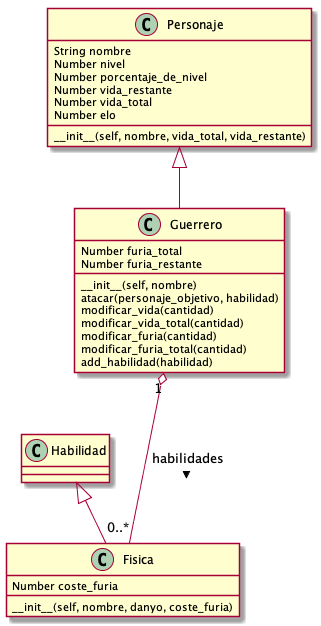 C Personaje
String nombre
Number nivel
Number porcentaje_de_nivel
Number vida_restante
Number vida_total
Number elo
__init__(self, nombre, vida_total, vida_restante)
C Guerrero
Number furia_total
Number furia_restante
__init__(self, nombre)
atacar(personaje_objetivo, habilidad)
modificar_vida(cantidad)
modificar_vida_total(cantidad)
modificar_furia(cantidad)
modificar_furia_total(cantidad)
add_habilidad(habilidad)
1
C Habilidad
habilidades
0..*
C Fisica
Number coste_furia
__init__(self, nombre, danyo, coste_furia)